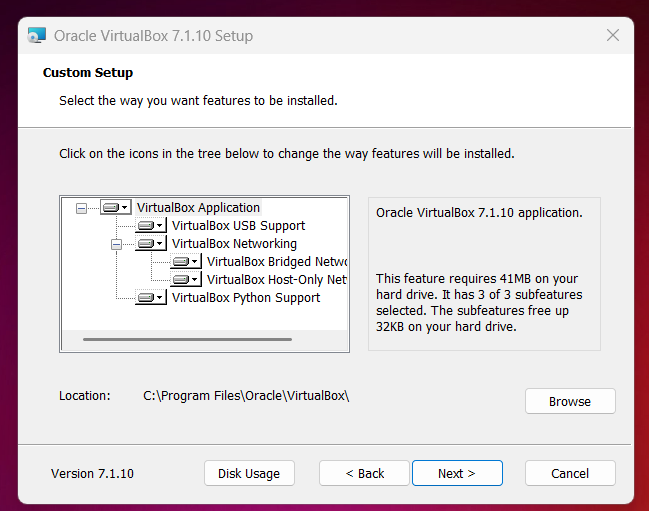 Oracle VirtualBox 7.1.10 Setup
Custom Setup
Select the way you want features to be installed.
Click on the icons in the tree below to change the way features will be installed.
VirtualBox Application
VirtualBox USB Support
VirtualBox Networking
VirtualBox Bridged Netwo
VirtualBox Host-Only Net
VirtualBox Python Support
Oracle VirtualBox 7.1.10 application.
This feature requires 41MB on your
hard drive. It has 3 of 3 subfeatures
selected. The subfeatures free up
32KB on your hard drive.
Location: C:\Program Files\Oracle\VirtualBox\
Browse
Version 7.1.10
Disk Usage
< Back
Next >
Cancel